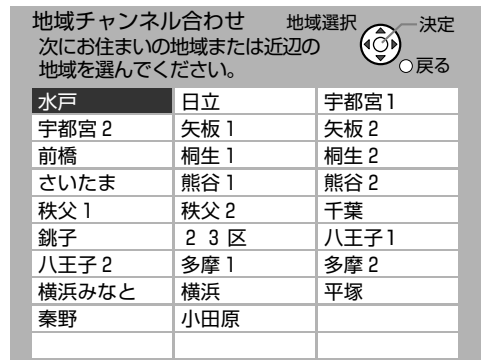 地域チャンネル合わせ 地域選択 決定
次にお住まいの地域または近辺の
地域を選んでください。 戻る
水戸 日立 宇都宮1
宇都宮2 矢板1 矢板2
前橋 桐生1 桐生2
さいたま 熊谷1 熊谷2
秩父1 秩父2 千葉
銚子 23区 八王子1
八王子2 多摩1 多摩2
横浜みなと 横浜 平塚
秦野 小田原